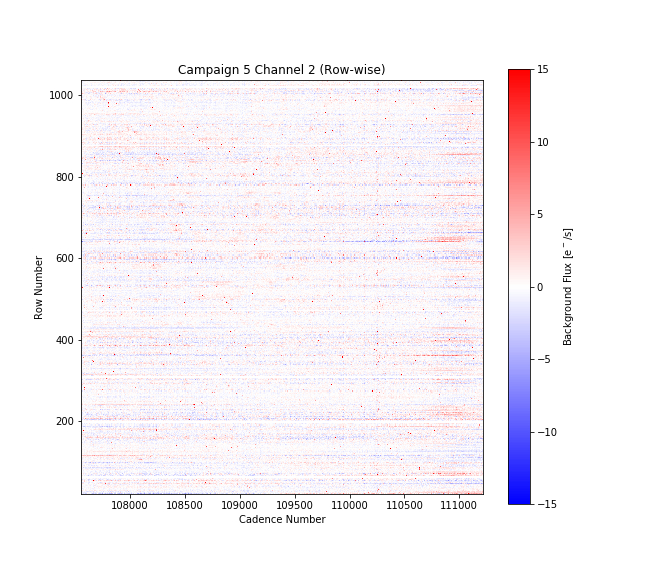 Campaign 5 Channel 2 (Row-wise)
1000
800
600
400
200
Row Number
108000 108500 109000 109500 110000 110500 111000
Cadence Number
15
10
5
0
−5
−10
−15
Background Flux [e⁻/s]